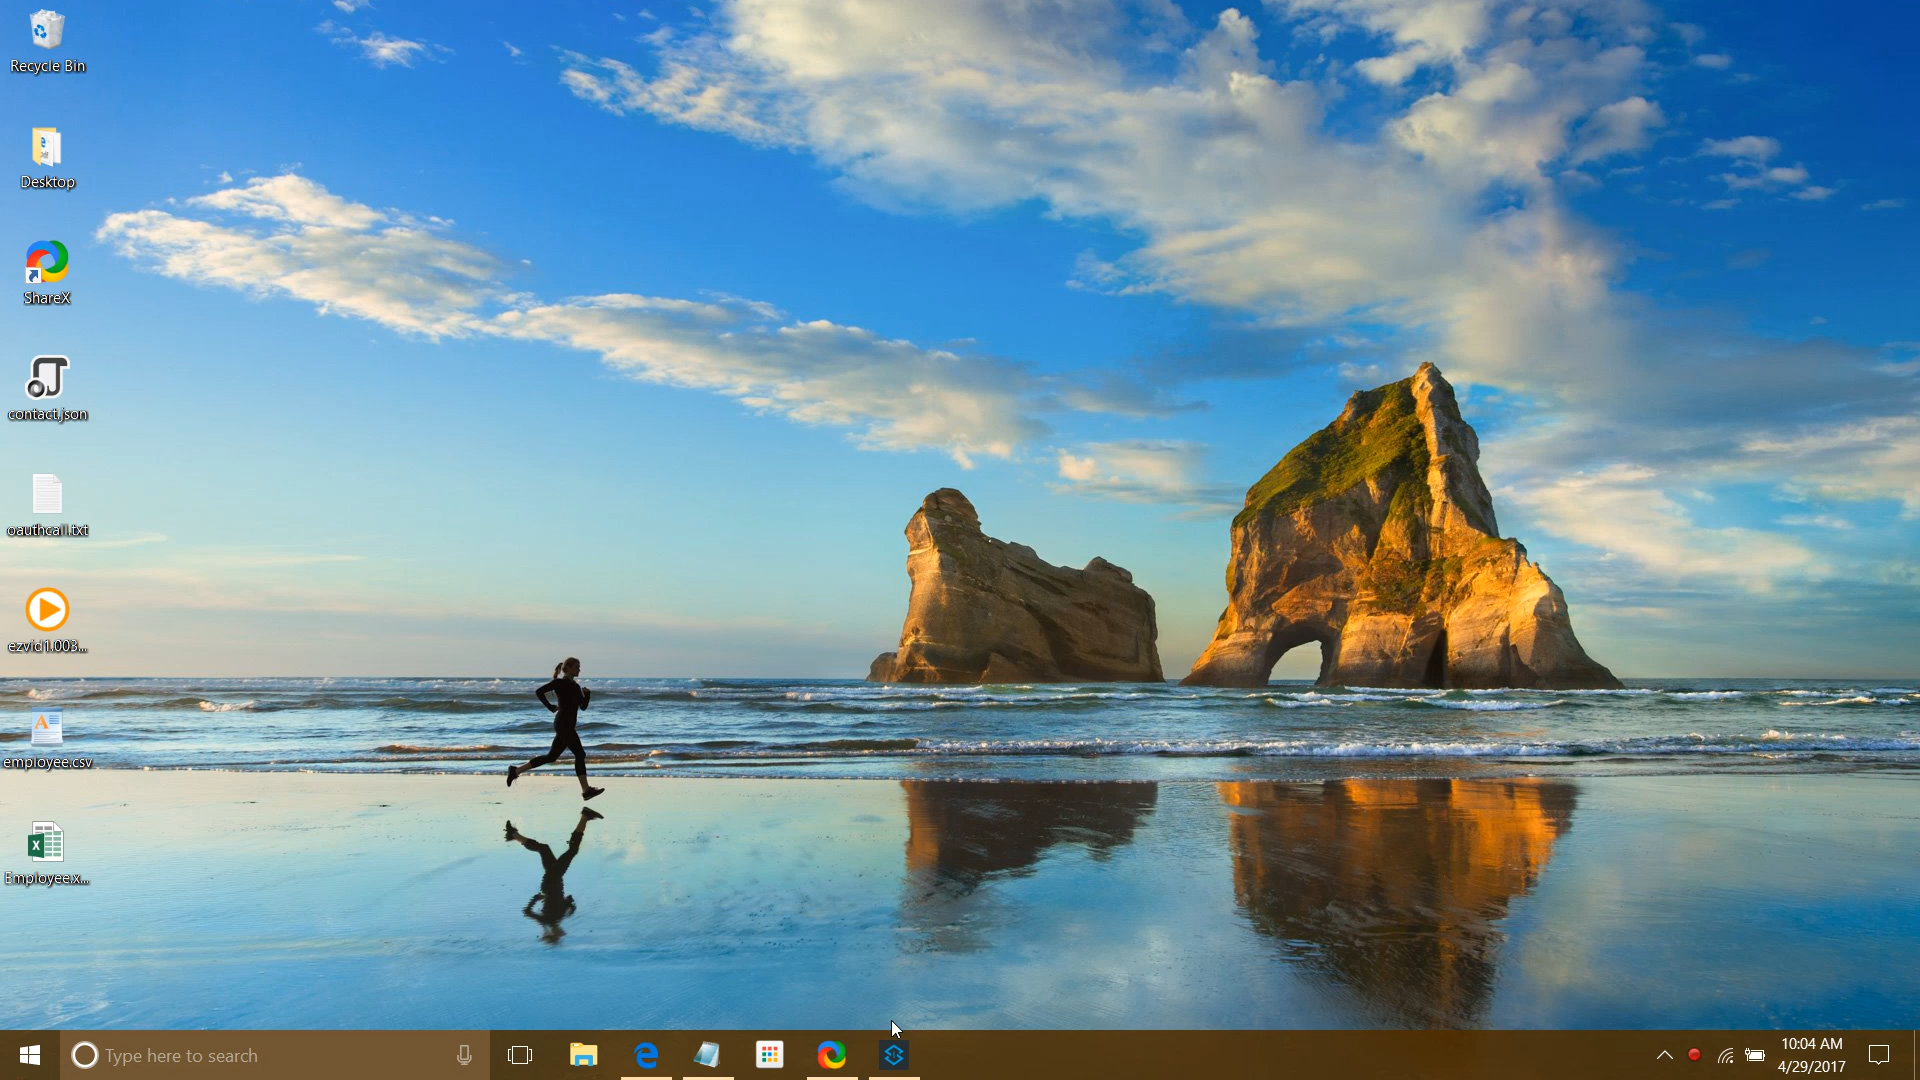 Recycle Bin
Desktop
ShareX
contact.json
oauthcall.txt
ezvid1.003...
employee.csv
Employee.x...
Type here to search
10:04 AM
4/29/2017